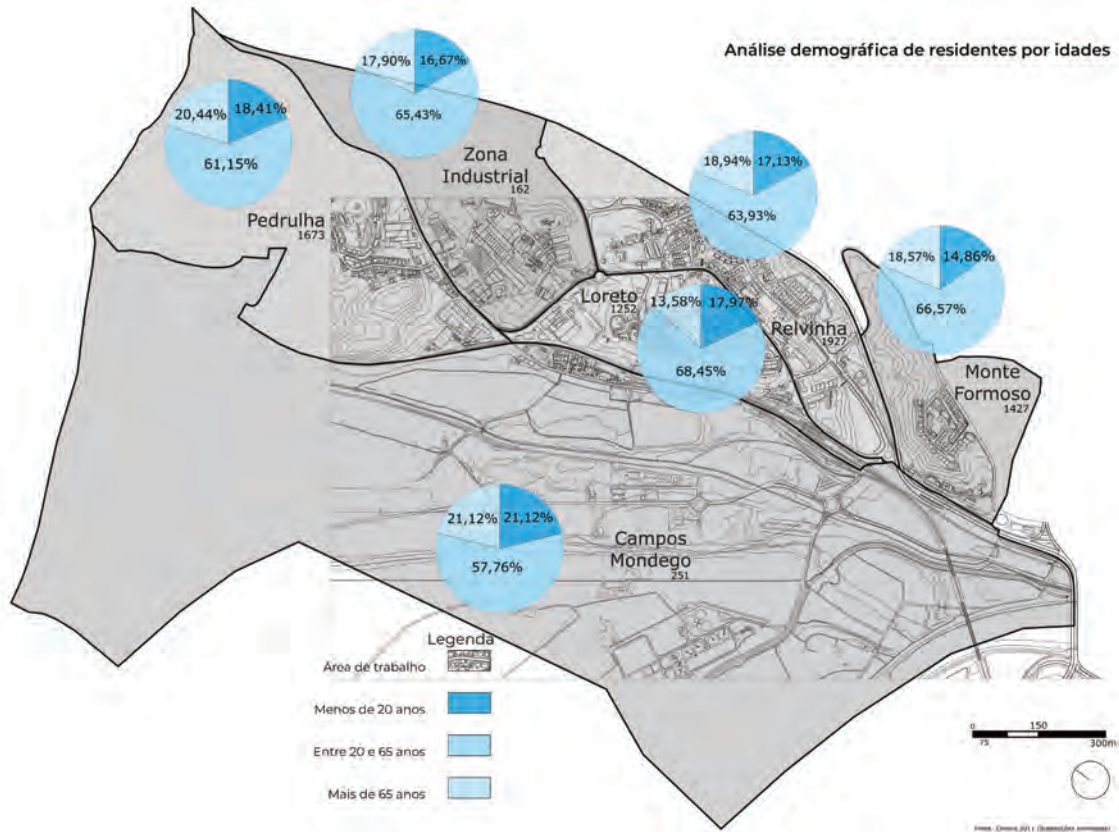 Análise demográfica de residentes por idades
17,90%
16,67%
65,43%
20,44%
18,41%
61,15%
Zona
Industrial
162
18,94%
17,13%
63,93%
Pedrulha
1673
18,57%
14,86%
66,57%
Loreto
1252
13,58%
17,97%
68,45%
Relvinha
1927
Monte
Formoso
1427
21,12%
21,12%
57,76%
Campos
Mondego
251
Legenda
Área de trabalho
Menos de 20 anos
Entre 20 e 65 anos
Mais de 65 anos
0
150
75
300m